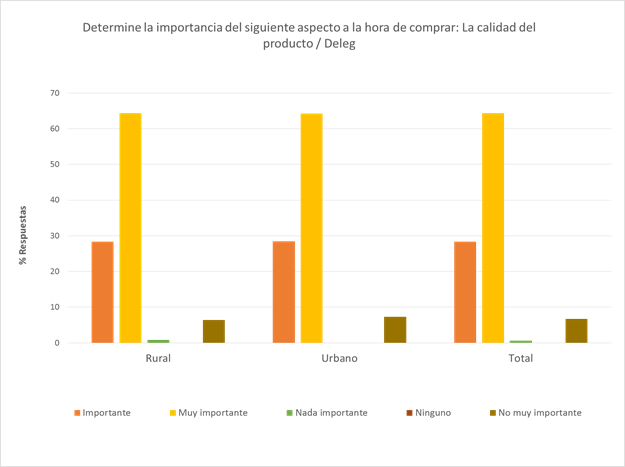 Determine la importancia del siguiente aspecto a la hora de comprar: La calidad del
producto / Deleg
70
60
50
40
30
20
10
0
% Respuestas
Rural
Urbano
Total
Importante
Muy importante
Nada importante
Ninguno
No muy importante